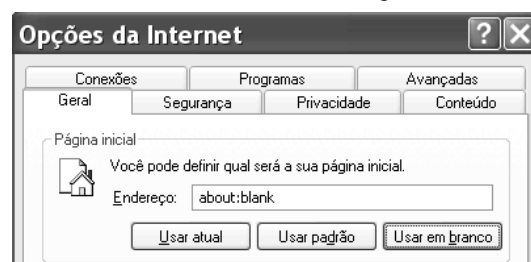 Opções da Internet
Conexões Programas Avançadas
Geral Segurança Privacidade Conteúdo
Página inicial
Você pode definir qual será a sua página inicial.
Endereço: about:blank
Usar atual Usar padrão Usar em branco